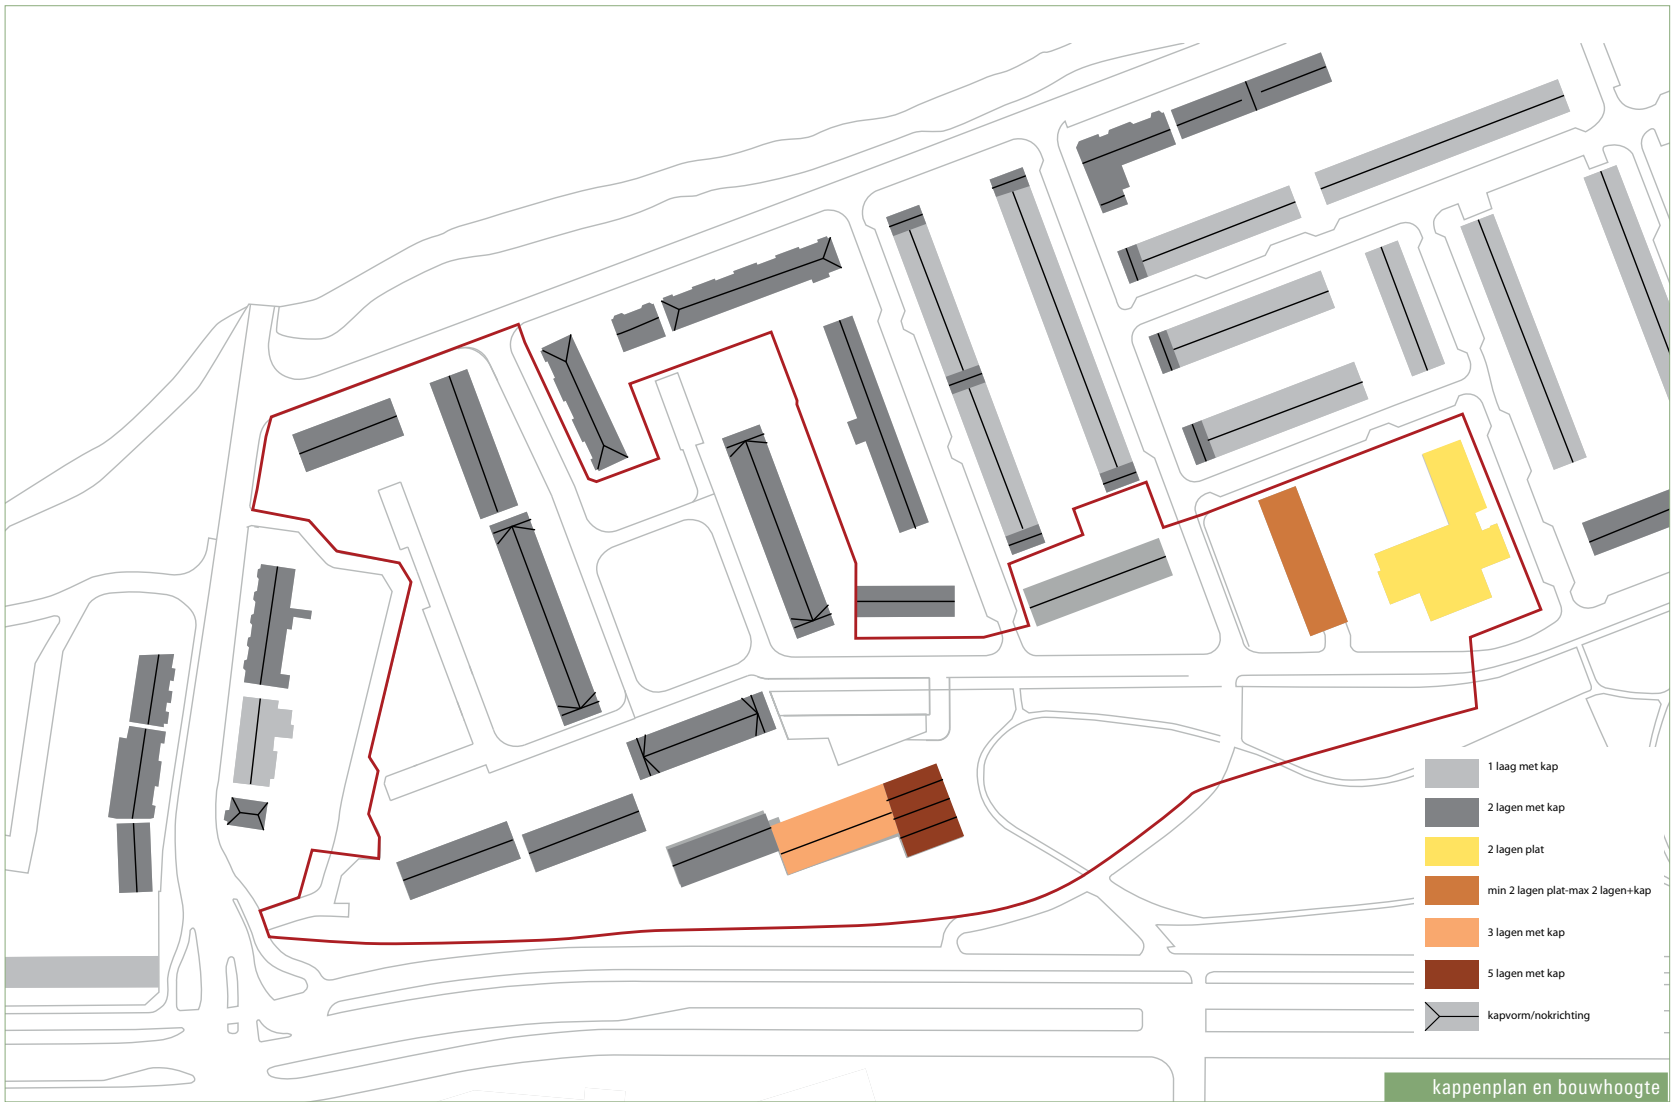 1 laag met kap
2 lagen met kap
2 lagen plat
min 2 lagen plat-max 2 lagen+kap
3 lagen met kap
5 lagen met kap
kapvorm/nokrichting
kappenplan en bouwhoogte